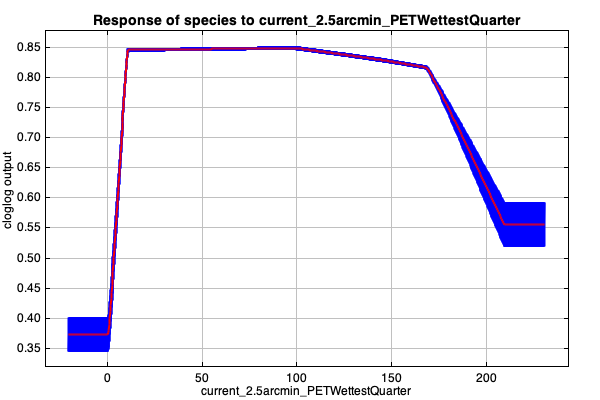 Response of species to current_2.5arcmin_PETWettestQuarter
0.85
0.80
0.75
0.70
0.65
0.60
0.55
0.50
0.45
0.40
0.35
cloglog output
0 50 100 150 200
current_2.5arcmin_PETWettestQuarter